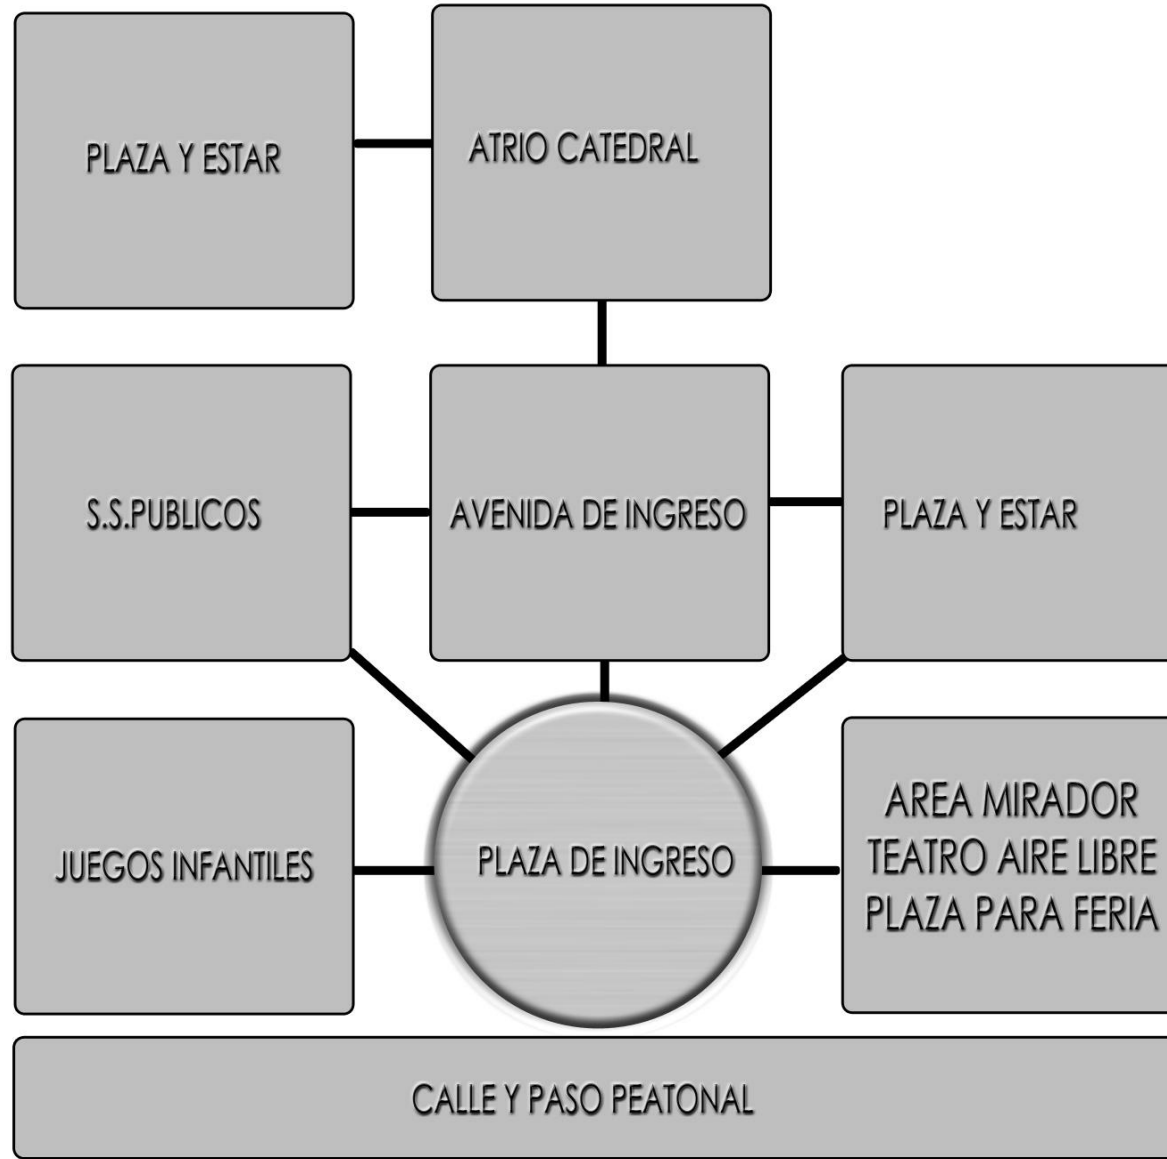 PLAZA Y ESTAR
ATRIO CATEDRAL
S.S.PUBLICOS
AVENIDA DE INGRESO
PLAZA Y ESTAR
JUEGOS INFANTILES
PLAZA DE INGRESO
AREA MIRADOR
TEATRO AIRE LIBRE
PLAZA PARA FERIA
CALLE Y PASO PEATONAL